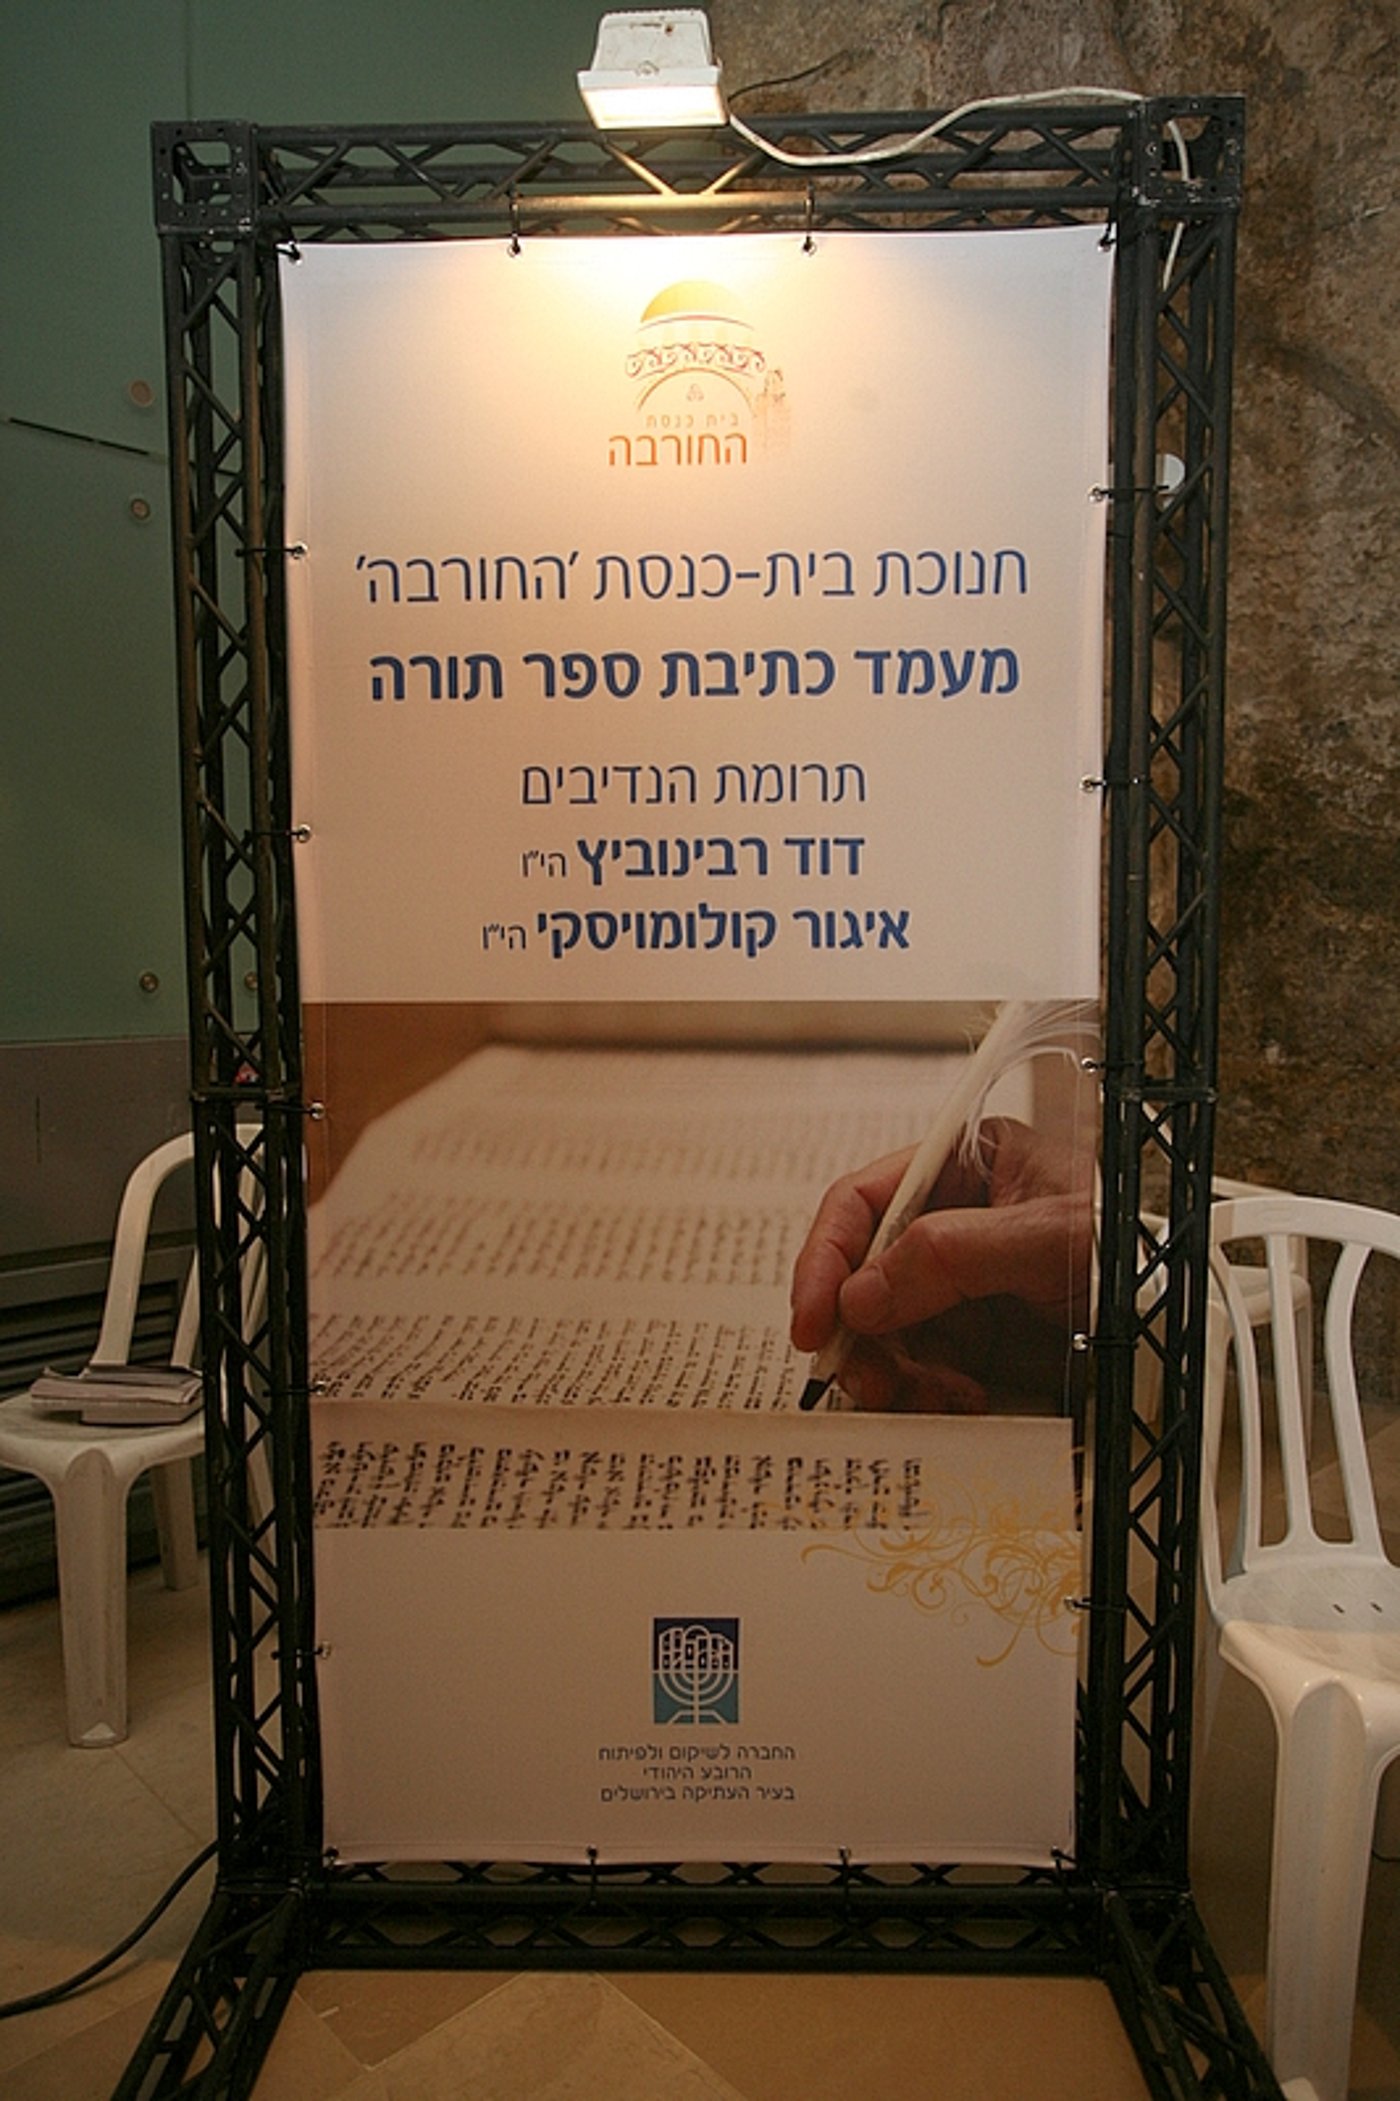 בית כנסת
החורבה
חנוכת בית-כנסת 'החורבה'
מעמד כתיבת ספר תורה
תרומת הנדיבים
דוד רבינוביץ הי"ו
איגור קולומויסקי הי"ו
החברה לשיקום ולפיתוח
הרובע היהודי
בעיר העתיקה בירושלים